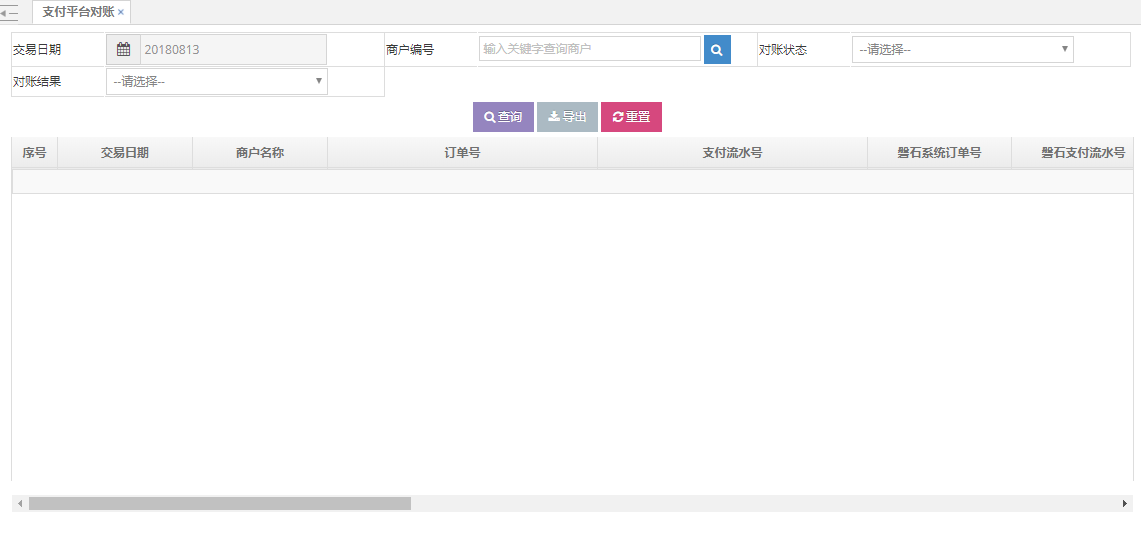 支付平台对账 ×
交易日期 20180813 商户编号 输入关键字查询商户 对账状态 --请选择--
对账结果 --请选择--
查询 导出 重置
序号 交易日期 商户名称 订单号 支付流水号 磐石系统订单号 磐石支付流水号